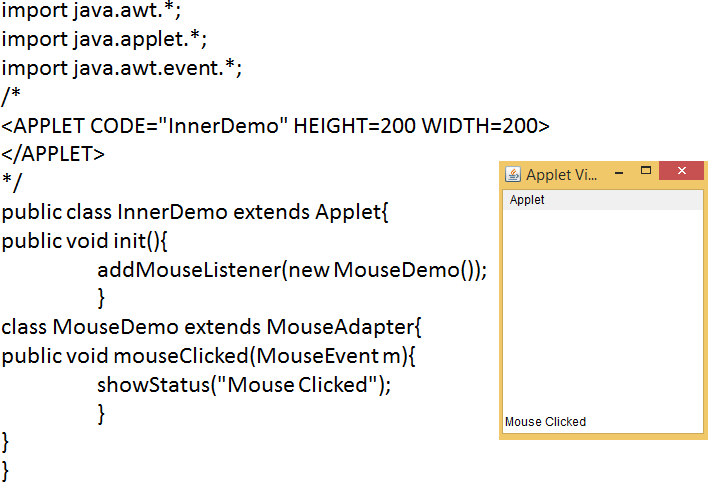 import java.awt.*;
import java.applet.*;
import java.awt.event.*;
/*
<APPLET CODE="InnerDemo" HEIGHT=200 WIDTH=200>
</APPLET>
*/
public class InnerDemo extends Applet{
public void init(){
addMouseListener(new MouseDemo());
}
class MouseDemo extends MouseAdapter{
public void mouseClicked(MouseEvent m){
showStatus("Mouse Clicked");
}
}
}
Applet Vi...
Applet
Mouse Clicked